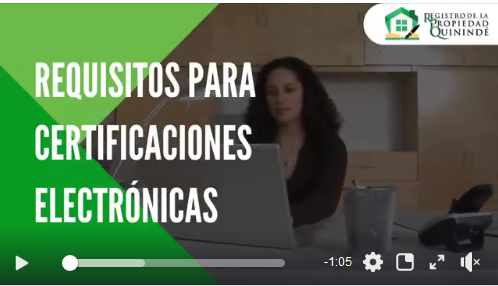 REGISTRO DE LA
PROPIEDAD
QUININDÉ
REQUISITOS PARA
CERTIFICACIONES
ELECTRÓNICAS
-1:05